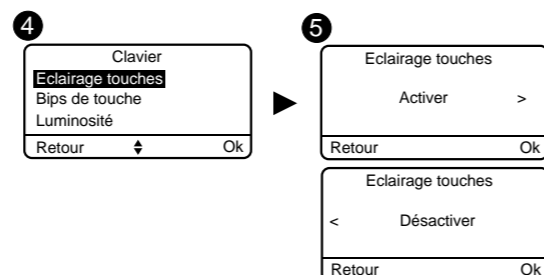 4
Clavier
Eclairage touches
Bips de touche
Luminosité
Retour Ok
5
Eclairage touches
Activer >
Retour Ok
Eclairage touches
< Désactiver
Retour Ok